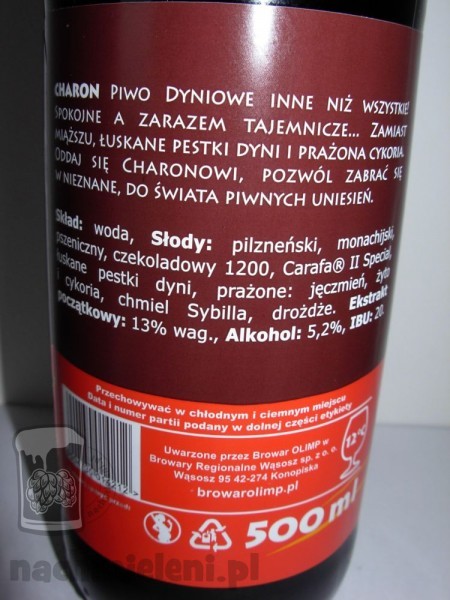 CHARON PIWO DYNIOWE INNE NIŻ WSZYSTKIE!
SPOKOJNE A ZARAZEM TAJEMNICZE... ZAMIAST
MIĄŻSZU, ŁUSKANE PESTKI DYNI I PRAŻONA CYKORIA.
ODDAJ SIĘ CHARONOWI, POZWÓL ZABRAĆ SIĘ
W NIEZNANE, DO ŚWIATA PIWNYCH UNIESIEŃ.
Skład: woda, Słody: pilzneński, monachijski,
pszeniczny, czekoladowy 1200, Carafa® II Special,
łuskane pestki dyni, prażone: jęczmień, żyto
i cykoria, chmiel Sybilla, drożdże. Ekstrakt
początkowy: 13% wag., Alkohol: 5,2%, IBU: 20.
Przechowywać w chłodnym i ciemnym miejscu
Data i numer partii podany w dolnej części etykiety
Uwarzone przez Browar OLIMP w
Browary Regionalne Wąsosz sp. z o. o.
Wąsosz 95 42-274 Konopiska
browarolimp.pl
12°C
500 ml